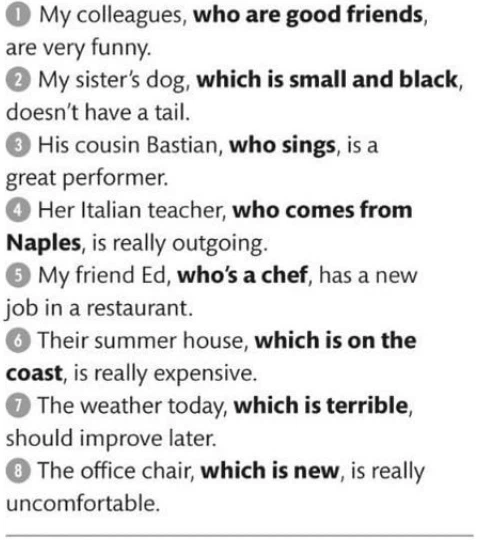 1 My colleagues, who are good friends,
are very funny.
2 My sister’s dog, which is small and black,
doesn’t have a tail.
3 His cousin Bastian, who sings, is a
great performer.
4 Her Italian teacher, who comes from
Naples, is really outgoing.
5 My friend Ed, who’s a chef, has a new
job in a restaurant.
6 Their summer house, which is on the
coast, is really expensive.
7 The weather today, which is terrible,
should improve later.
8 The office chair, which is new, is really
uncomfortable.